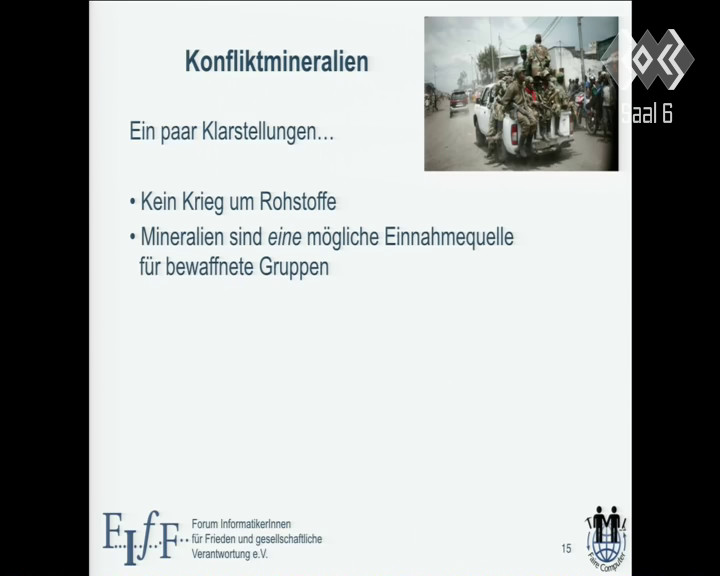 Konfliktmineralien
Saal 6
Ein paar Klarstellungen…
• Kein Krieg um Rohstoffe
• Mineralien sind eine mögliche Einnahmequelle
für bewaffnete Gruppen
F..I..f..F..
Forum InformatikerInnen
für Frieden und gesellschaftliche
Verantwortung e.V.
15
Faire Computer